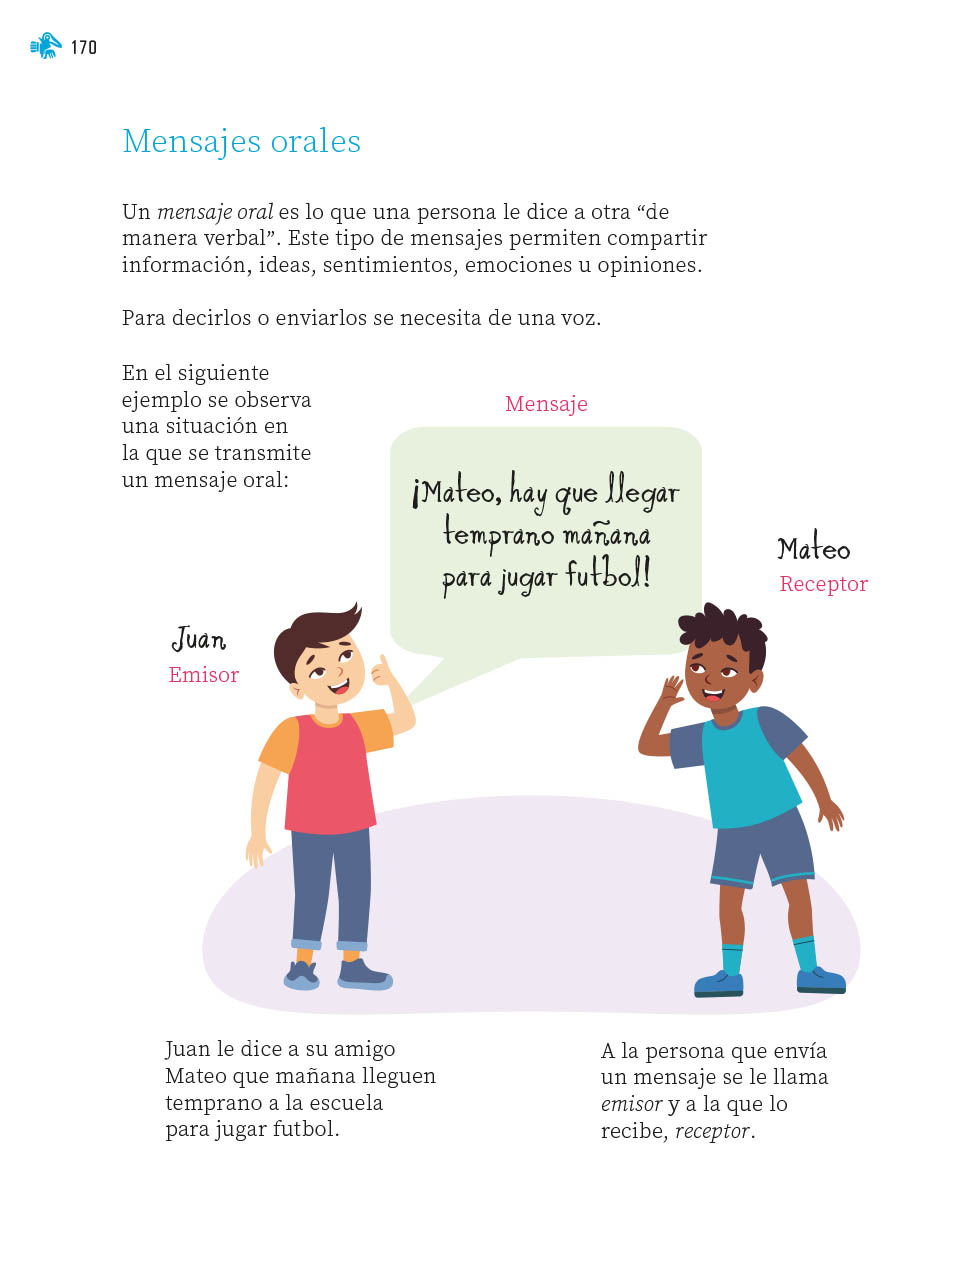 170
Mensajes orales
Un mensaje oral es lo que una persona le dice a otra “de
manera verbal”. Este tipo de mensajes permiten compartir
información, ideas, sentimientos, emociones u opiniones.
Para decirlos o enviarlos se necesita de una voz.
En el siguiente
ejemplo se observa
una situación en
la que se transmite
un mensaje oral:
Mensaje
¡Mateo, hay que llegar
temprano mañana
para jugar futbol!
Mateo
Receptor
Juan
Emisor
Juan le dice a su amigo
Mateo que mañana lleguen
temprano a la escuela
para jugar futbol.
A la persona que envía
un mensaje se le llama
emisor y a la que lo
recibe, receptor.